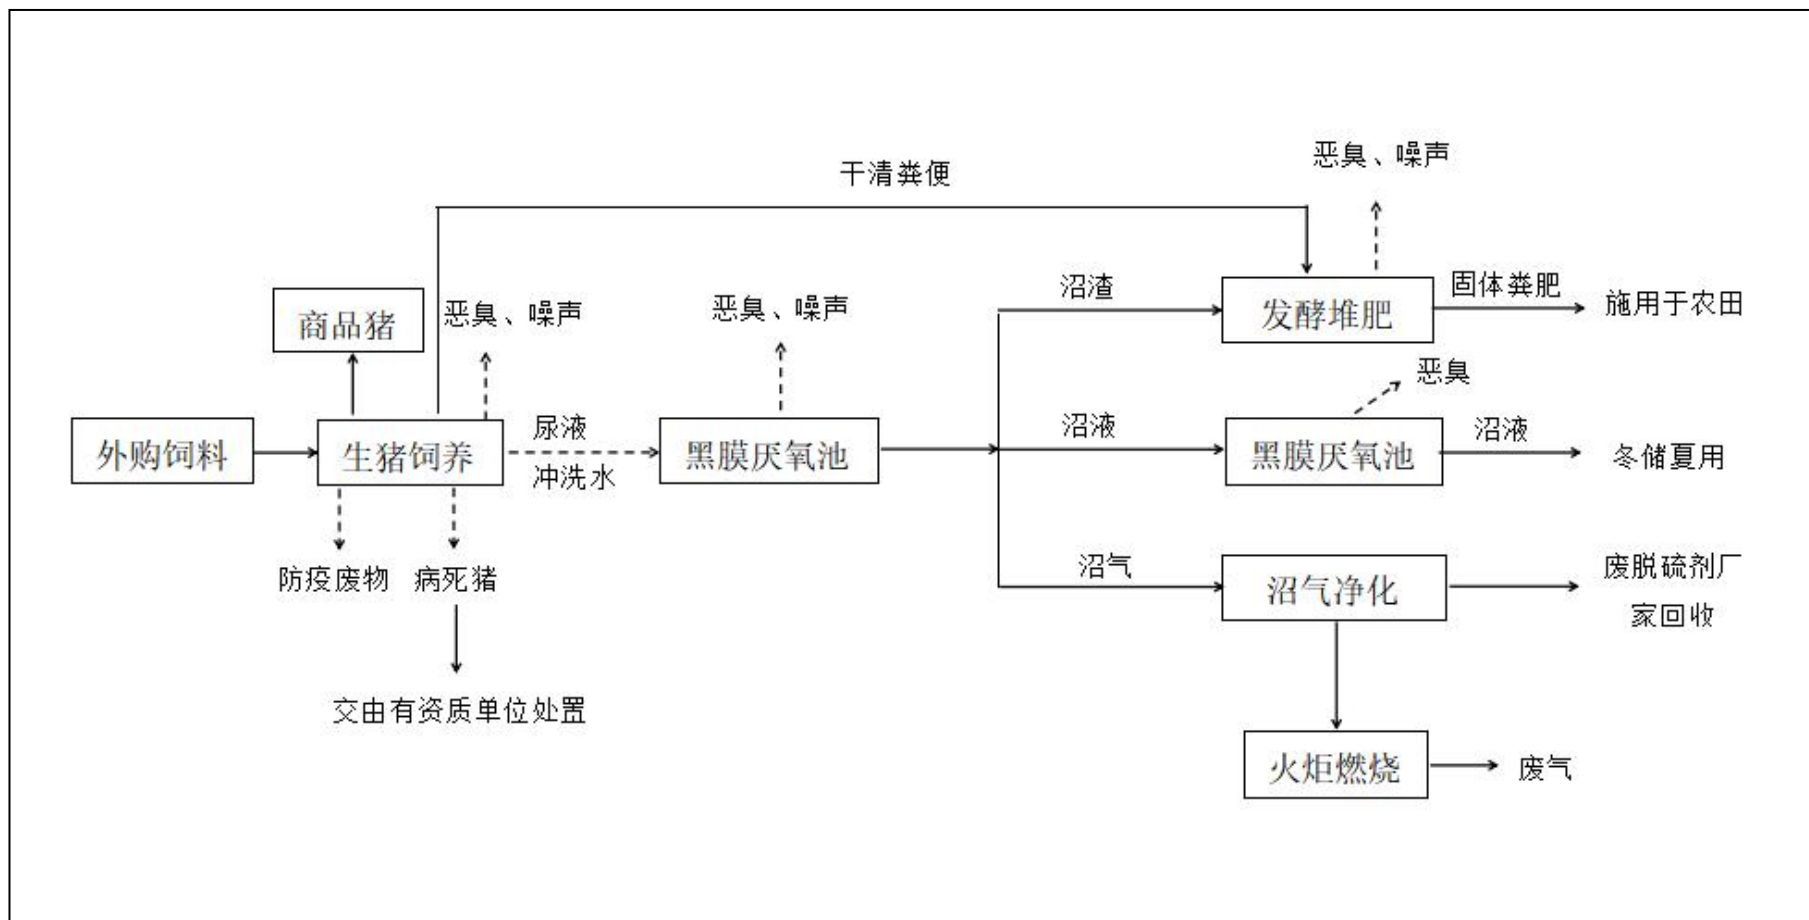 干清粪便
恶臭、噪声
商品猪
恶臭、噪声
恶臭、噪声
沼渣
发酵堆肥
固体粪肥
施用于农田
恶臭
外购饲料
生猪饲养
尿液
冲洗水
黑膜厌氧池
沼液
黑膜厌氧池
沼液
冬储夏用
防疫废物
病死猪
沼气
沼气净化
废脱硫剂厂
家回收
交由有资质单位处置
火炬燃烧
废气